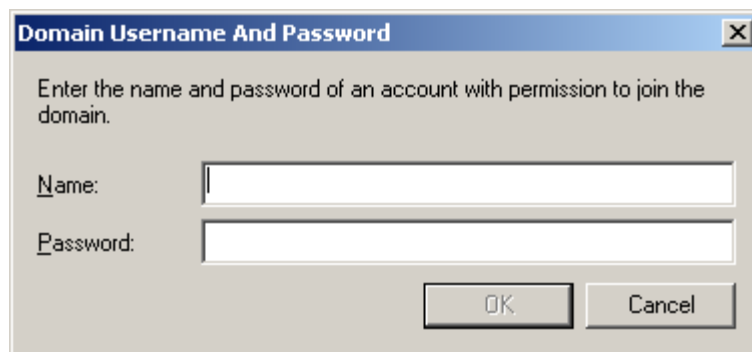 Domain Username And Password
Enter the name and password of an account with permission to join the
domain.
Name:
Password:
OK Cancel